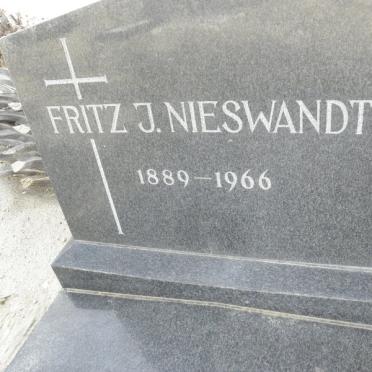 FRITZ J. NIESWANDT
1889 – 1966